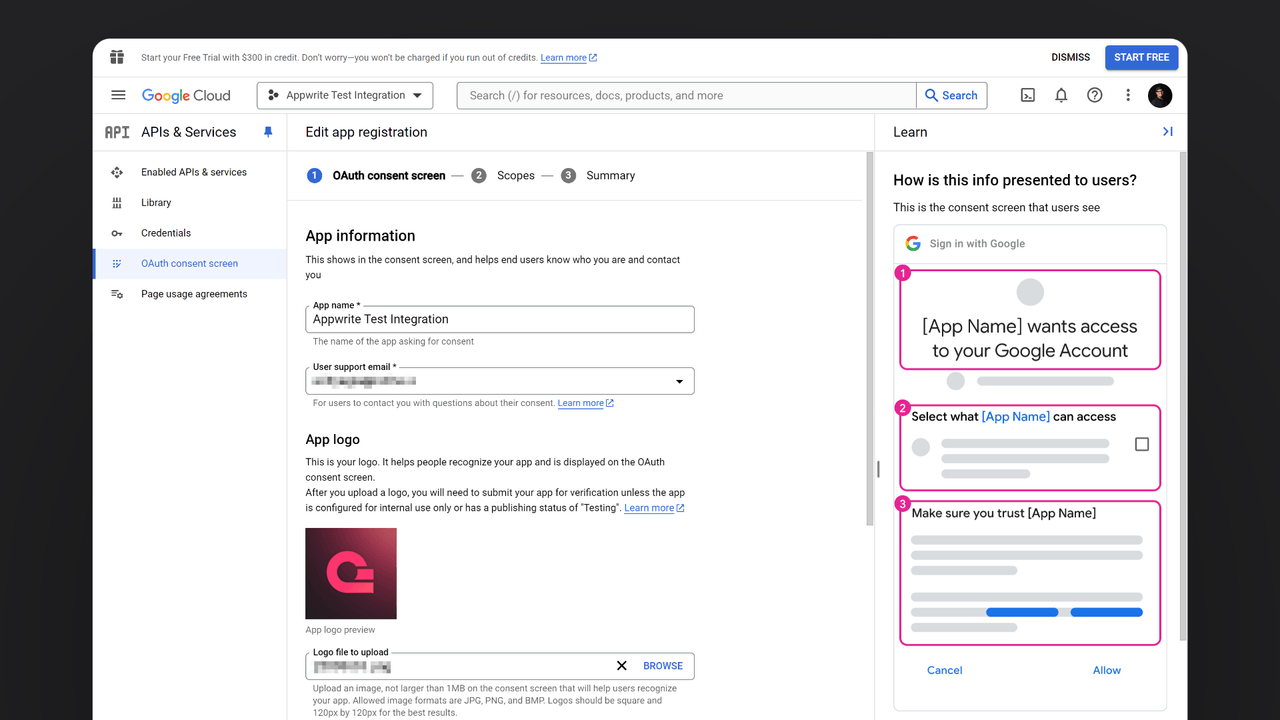 Start your Free Trial with $300 in credit. Don't worry—you won't be charged if you run out of credits. Learn more
DISMISS
START FREE
Google Cloud
Appwrite Test Integration
Search (/) for resources, docs, products, and more
Search
API
APIs & Services
Enabled APIs & services
Library
Credentials
OAuth consent screen
Page usage agreements
Edit app registration
1 OAuth consent screen — 2 Scopes — 3 Summary
App information
This shows in the consent screen, and helps end users know who you are and contact
you
App name *
Appwrite Test Integration
The name of the app asking for consent
User support email *
For users to contact you with questions about their consent. Learn more
App logo
This is your logo. It helps people recognize your app and is displayed on the OAuth
consent screen.
After you upload a logo, you will need to submit your app for verification unless the app
is configured for internal use only or has a publishing status of "Testing". Learn more
App logo preview
Logo file to upload
BROWSE
Upload an image, not larger than 1MB on the consent screen that will help users recognize
your app. Allowed image formats are JPG, PNG, and BMP. Logos should be square and
120px by 120px for the best results.
Learn
How is this info presented to users?
This is the consent screen that users see
Sign in with Google
1
[App Name] wants access
to your Google Account
2
Select what [App Name] can access
3
Make sure you trust [App Name]
Cancel
Allow